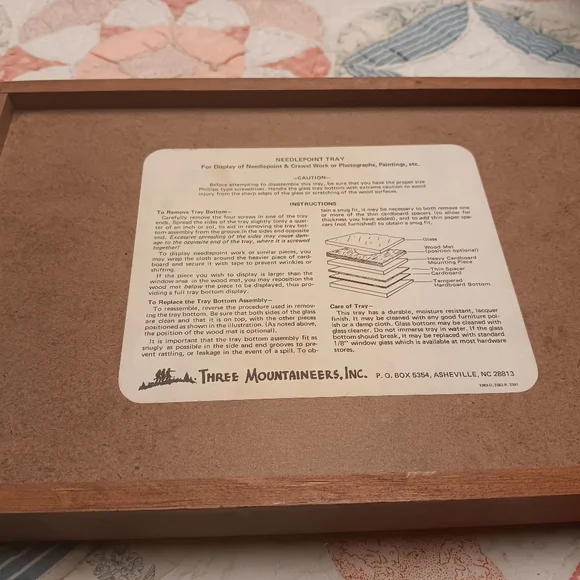 NEEDLEPOINT TRAY
For Display of Needlepoint & Crewel Work or Photographs, Paintings, etc.
—CAUTION—
Before attempting to disassemble this tray, be sure that you have the proper size
Phillips type screwdriver. Handle the glass tray bottom with extreme caution to avoid
injury from the sharp edges of the glass or scratching of the wood surfaces.
INSTRUCTIONS
To Remove Tray Bottom—
Carefully remove the four screws in one of the tray
ends. Spread the sides of the tray slightly (only a quar-
ter of an inch or so), to aid in removing the tray bot-
tom assembly from the groove in the sides and opposite
end. Excessive spreading of the sides may cause dam-
age to the opposite end of the tray, where it is screwed
together!
To display needlepoint work or similar pieces, you
may wrap the cloth around the heavier piece of card-
board and secure it with tape to prevent wrinkles or
shifting.
If the piece you wish to display is larger than the
window area in the wood mat, you may reposition the
wood mat below the piece to be displayed, thus pro-
viding a full tray bottom display.
To Replace the Tray Bottom Assembly—
To reassemble, reverse the procedure used in remov-
ing the tray bottom. Be sure that both sides of the glass
are clean and that it is on top, with the other pieces
positioned as shown in the illustration. (As noted above,
the position of the wood mat is optional).
It is important that the tray bottom assembly fit as
snugly as possible in the side and end grooves to pre-
vent rattling, or leakage in the event of a spill. To ob-
tain a snug fit, it may be necessary to both remove one
or more of the thin cardboard spacers (to allow for
thickness you have added), and to add thin paper spa-
cers (not furnished) to obtain a snug fit.
Glass
Wood Mat
(position optional)
Heavy Cardboard
Mounting Piece
Thin Spacer
Cardboard
Tempered
Hardboard Bottom
Care of Tray—
This tray has a durable, moisture resistant, lacquer
finish. It may be cleaned with any good furniture pol-
ish or a damp cloth. Glass bottom may be cleaned with
glass cleaner. Do not immerse tray in water. If the glass
bottom should break, it may be replaced with standard
1/8" window glass which is available at most hardware
stores.
THREE MOUNTAINEERS, INC. P. O. BOX 5354, ASHEVILLE, NC 28813